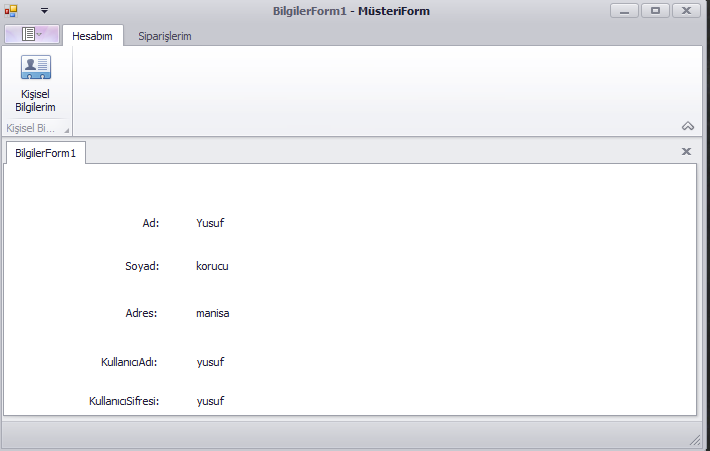 BilgilerForm1 - MüsteriForm
Hesabım Siparişlerim
Kişisel
Bilgilerim
Kişisel Bi...
BilgilerForm1
Ad: Yusuf
Soyad: korucu
Adres: manisa
KullanıcıAdı: yusuf
KullanıcıSifresi: yusuf